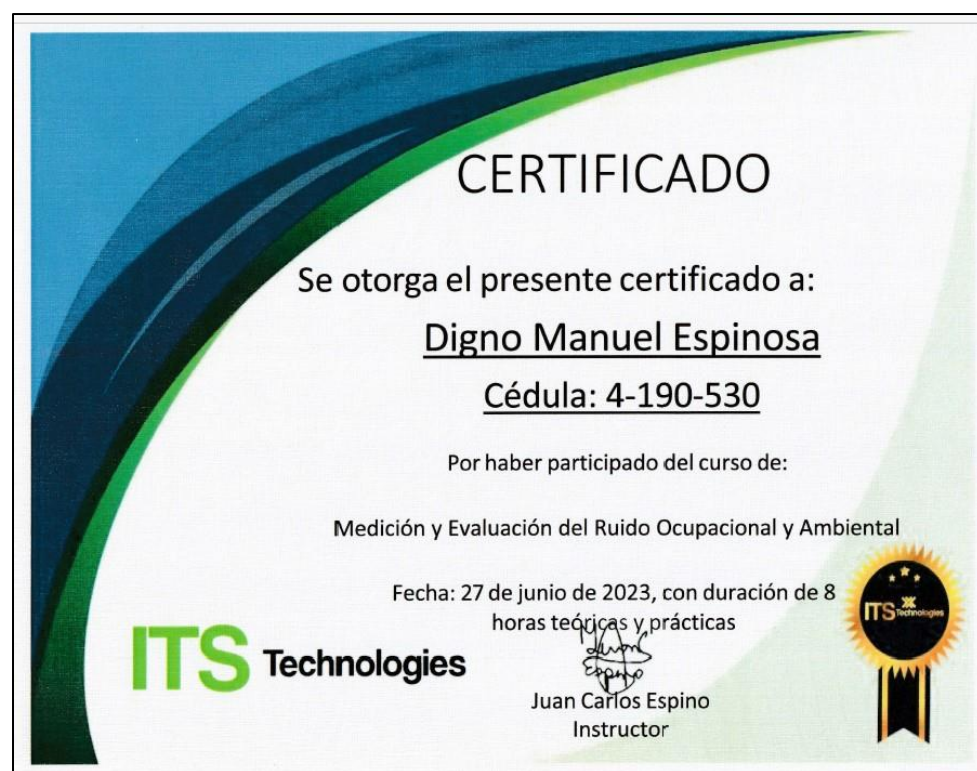 CERTIFICADO
Se otorga el presente certificado a:
Digno Manuel Espinosa
Cédula: 4-190-530
Por haber participado del curso de:
Medición y Evaluación del Ruido Ocupacional y Ambiental
Fecha: 27 de junio de 2023, con duración de 8
horas teóricas y prácticas
ITS Technologies
ITS Technologies
Juan Carlos Espino
Instructor